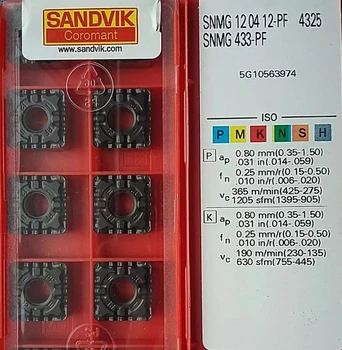 SANDVIK
Coromant
www.sandvik.com
SNMG 12 04 12-PF 4325
SNMG 433-PF
5G10563974
ISO
P M K N S H
P ap 0.80 mm(0.35-1.50)
.031 in(.014-.059)
fn 0.25 mm/r(0.15-0.50)
.010 in/r(.006-.020)
vc 365 m/min(425-275)
1205 sfm(1395-905)
K ap 0.80 mm(0.35-1.50)
.031 in(.014-.059)
fn 0.25 mm/r(0.15-0.50)
.010 in/r(.006-.020)
vc 190 m/min(230-135)
630 sfm(755-445)